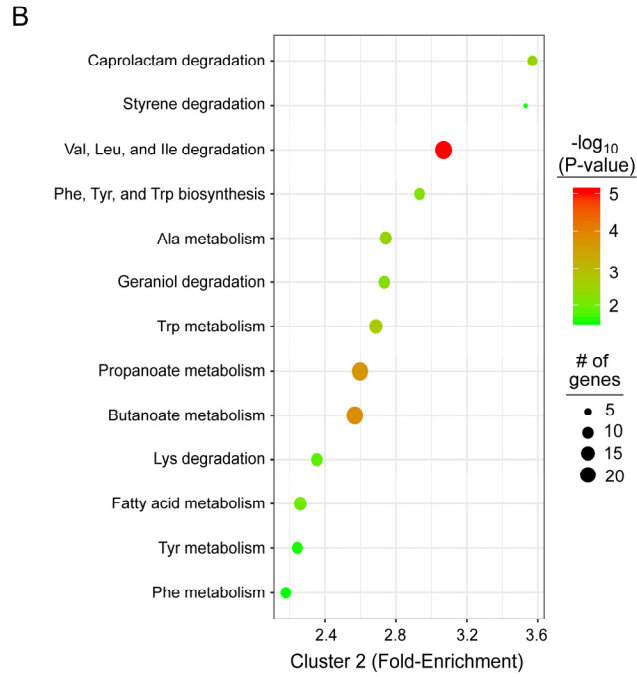 B
Caprolactam degradation
Styrene degradation
Val, Leu, and Ile degradation
Phe, Tyr, and Trp biosynthesis
Ala metabolism
Geraniol degradation
Trp metabolism
Propanoate metabolism
Butanoate metabolism
Lys degradation
Fatty acid metabolism
Tyr metabolism
Phe metabolism
2.4 2.8 3.2 3.6
Cluster 2 (Fold-Enrichment)
-log10
(P-value)
5
4
3
2
# of
genes
5
10
15
20